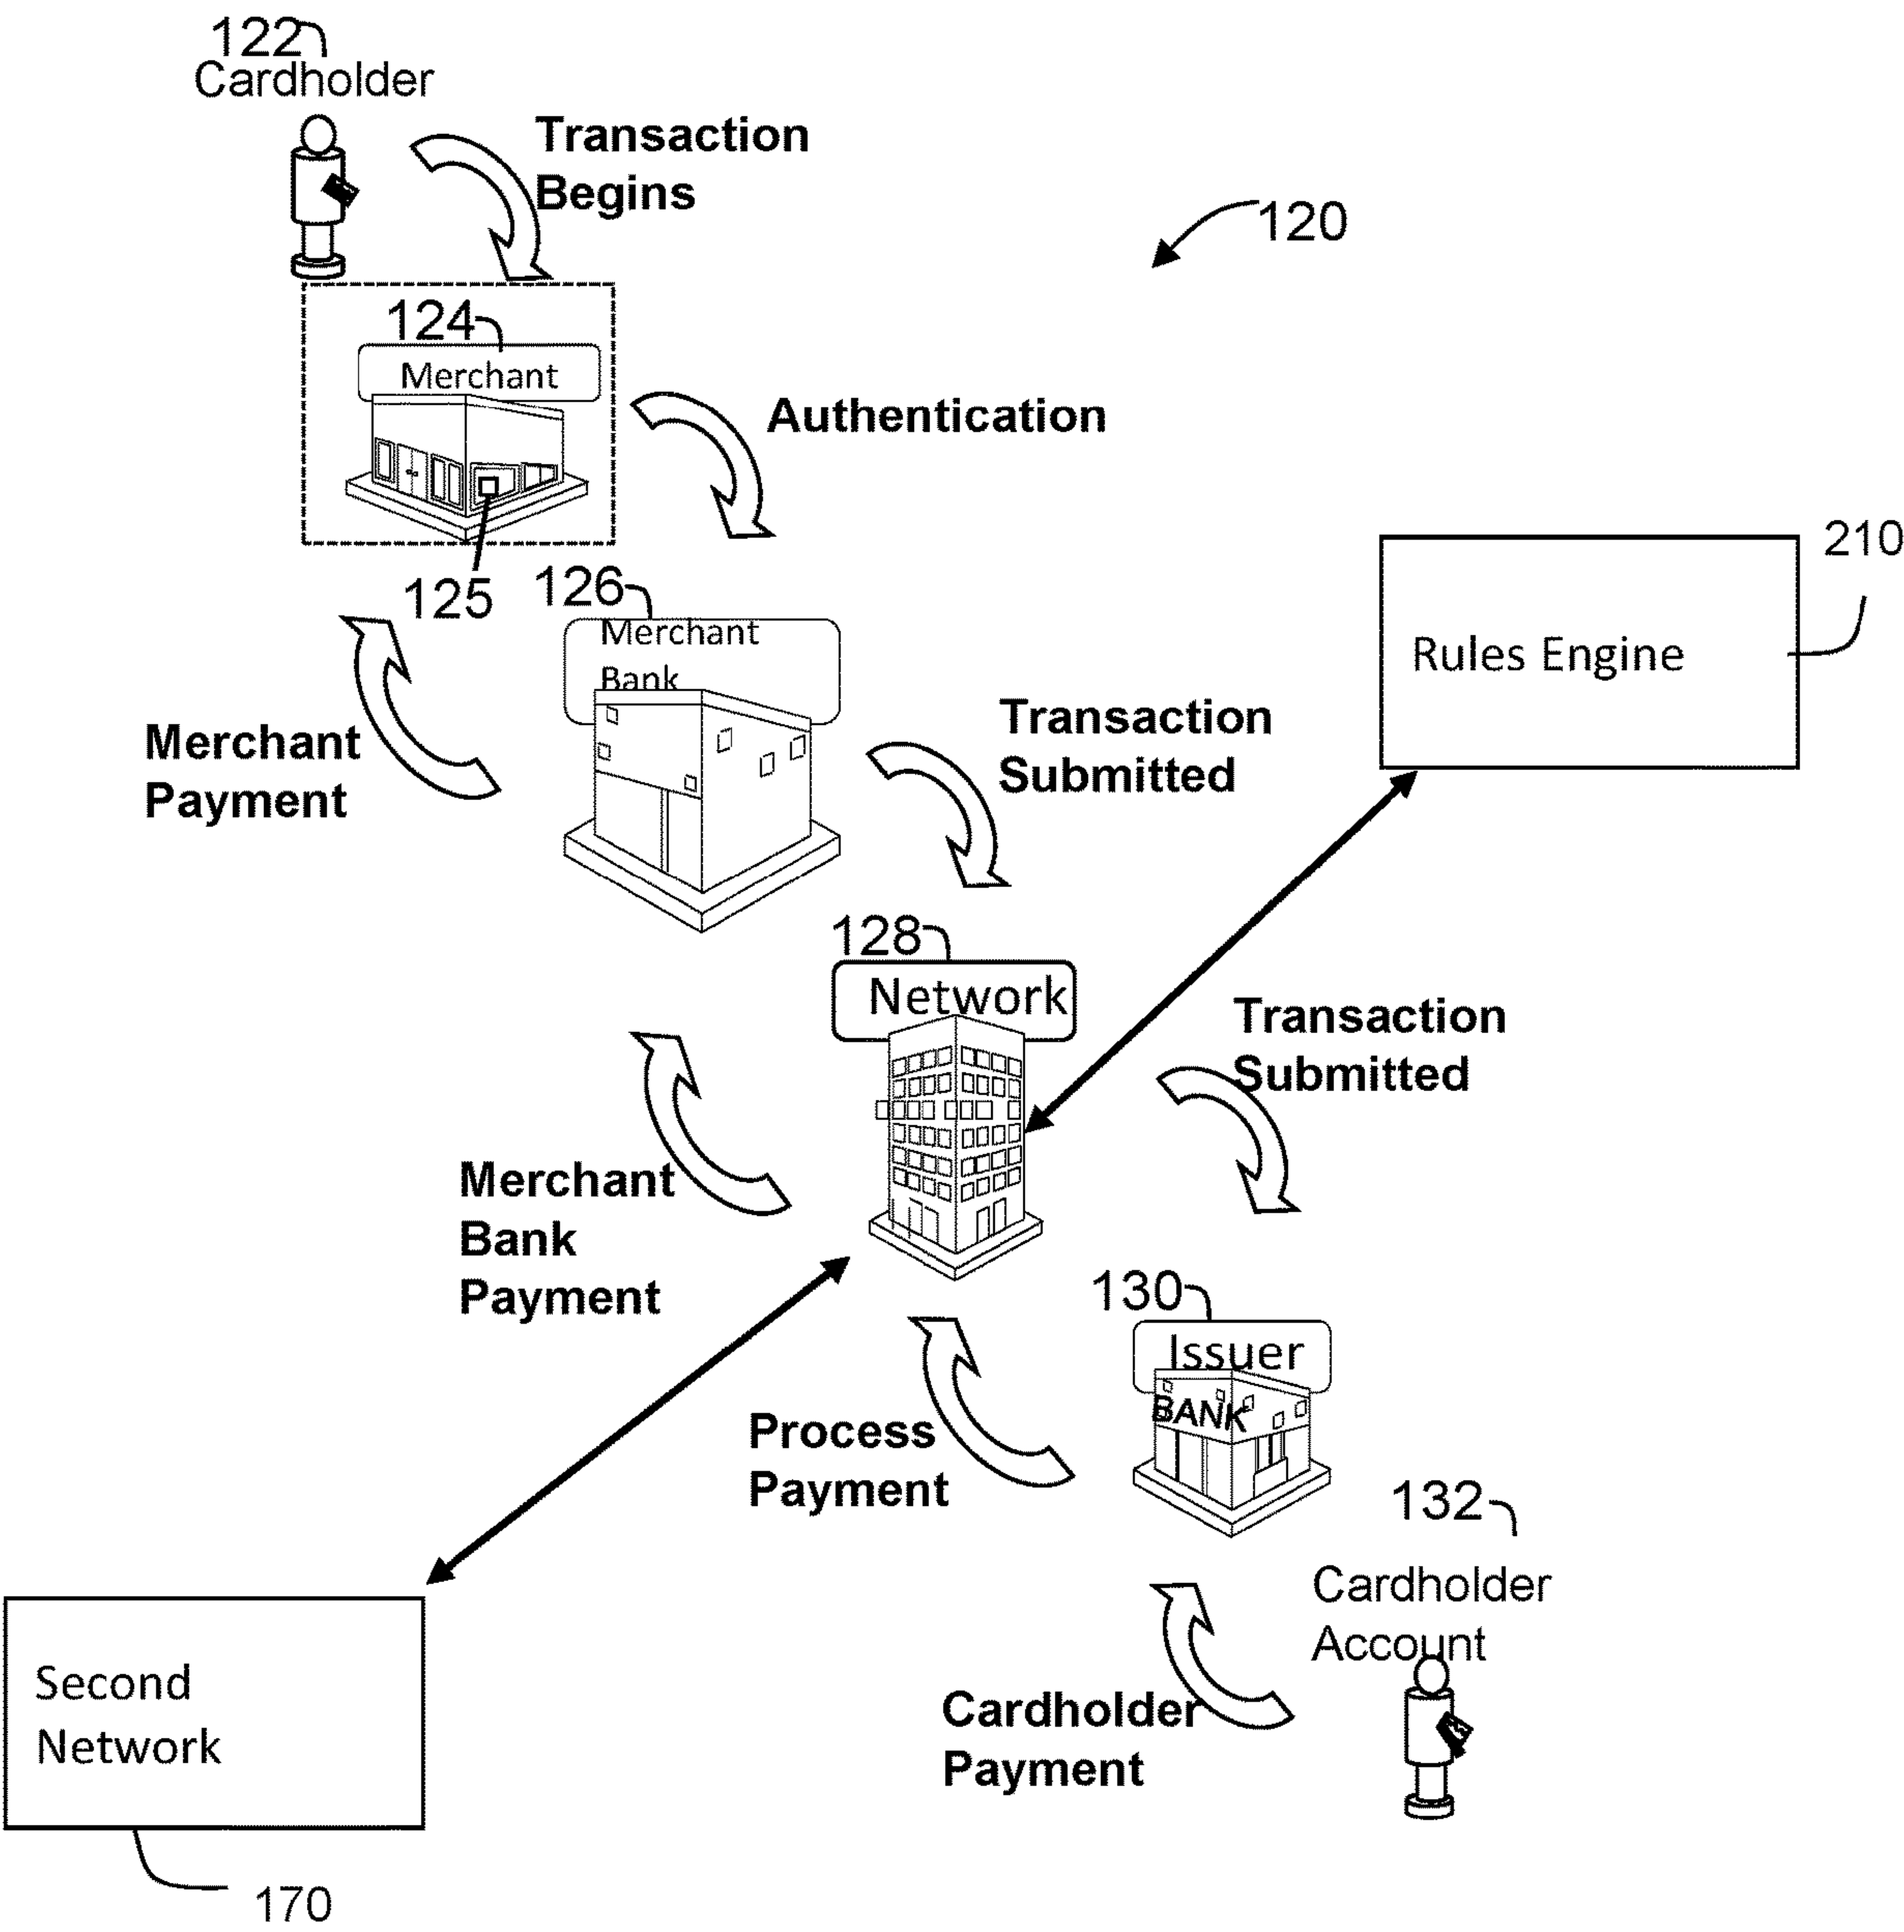 122
Cardholder
Transaction
Begins
120
124
Merchant
Authentication
125
126
Merchant
Bank
210
Rules Engine
Merchant
Payment
Transaction
Submitted
128
Network
Transaction
Submitted
Merchant
Bank
Payment
130
Issuer
BANK
Process
Payment
132
Cardholder
Account
Second
Network
Cardholder
Payment
170